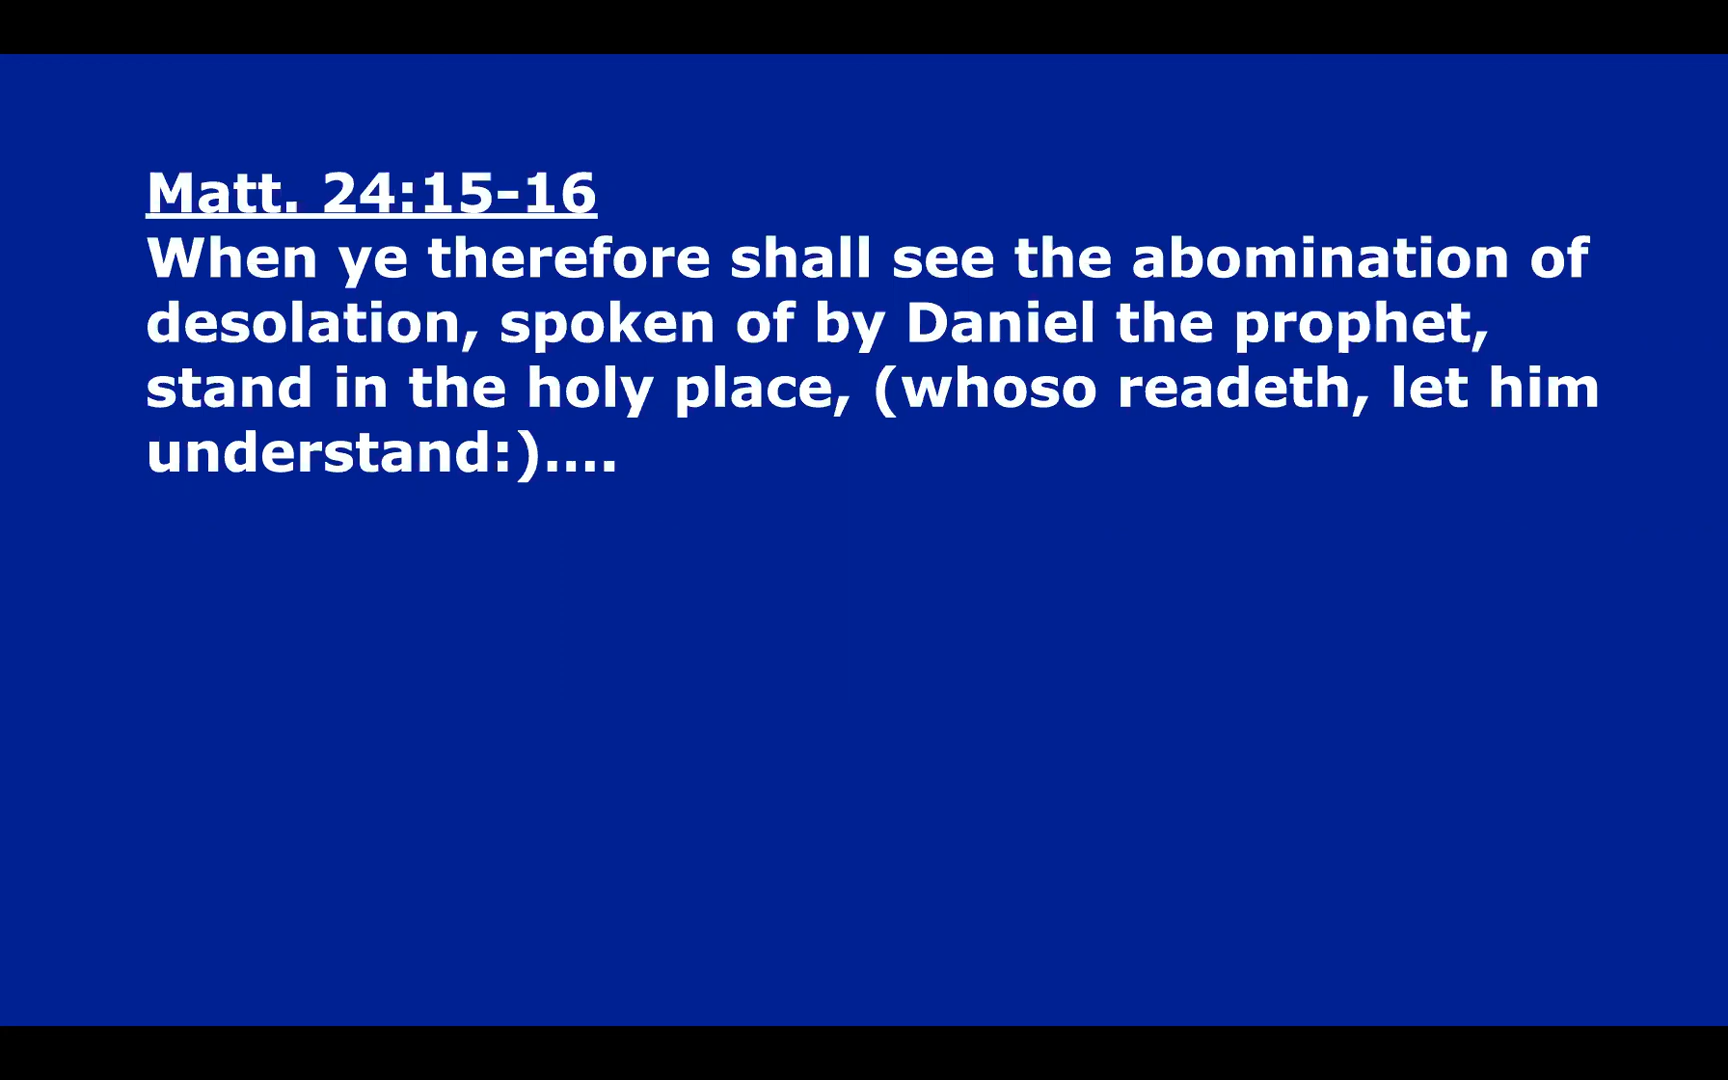 Matt. 24:15-16
When ye therefore shall see the abomination of
desolation, spoken of by Daniel the prophet,
stand in the holy place, (whoso readeth, let him
understand:)....